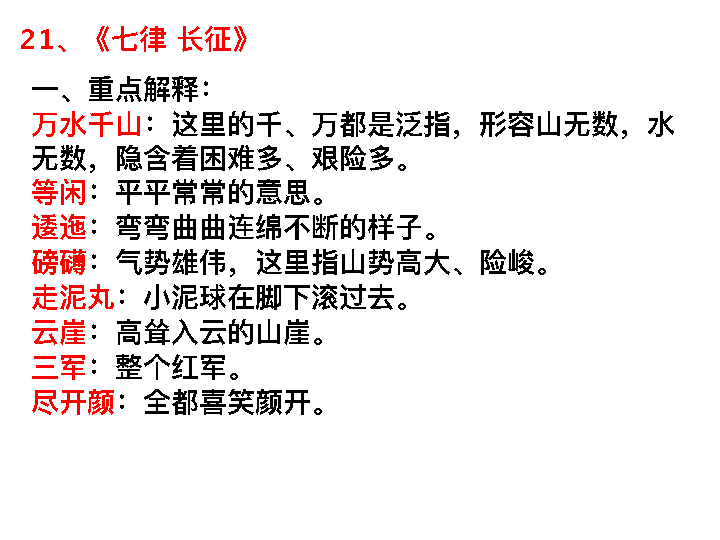 21、《七律 长征》
一、重点解释：
万水千山：这里的千、万都是泛指，形容山无数，水
无数，隐含着困难多、艰险多。
等闲：平平常常的意思。
逶迤：弯弯曲曲连绵不断的样子。
磅礴：气势雄伟，这里指山势高大、险峻。
走泥丸：小泥球在脚下滚过去。
云崖：高耸入云的山崖。
三军：整个红军。
尽开颜：全都喜笑颜开。